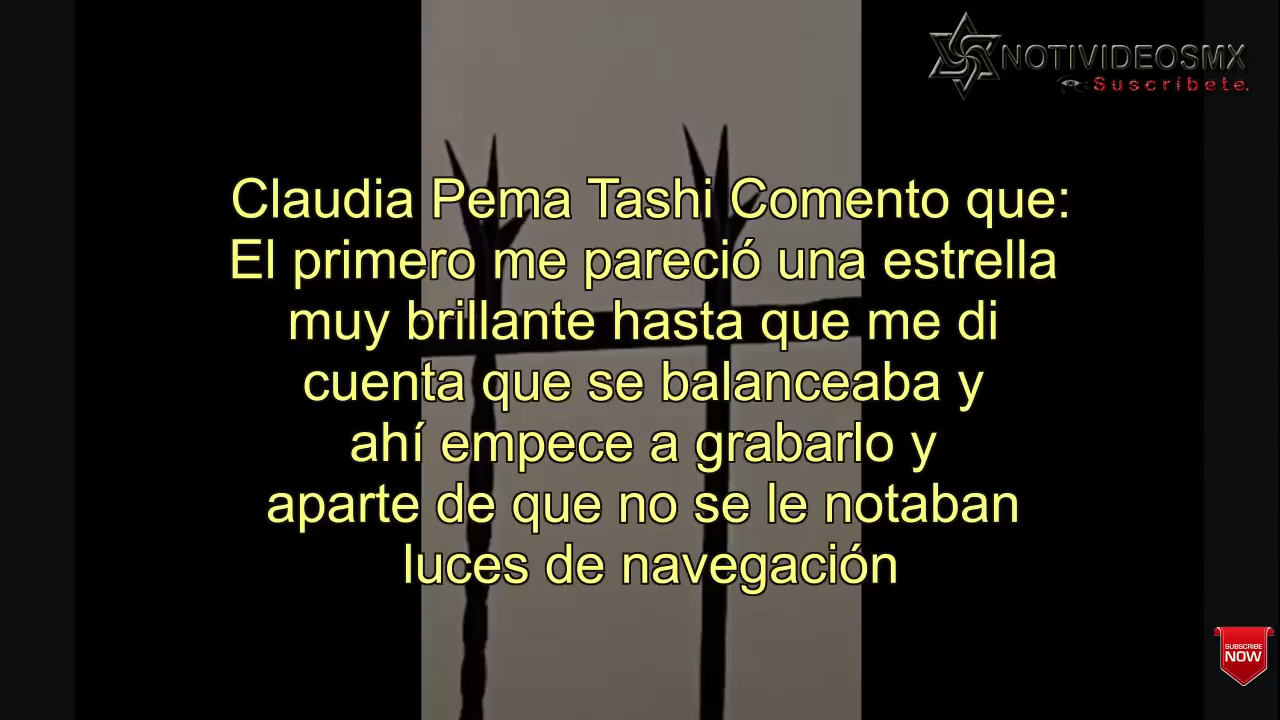 NOTIVIDEOSMX
Suscríbete.
Claudia Pema Tashi Comento que:
El primero me pareció una estrella
muy brillante hasta que me di
cuenta que se balanceaba y
ahí empece a grabarlo y
aparte de que no se le notaban
luces de navegación
SUBSCRIBE
NOW